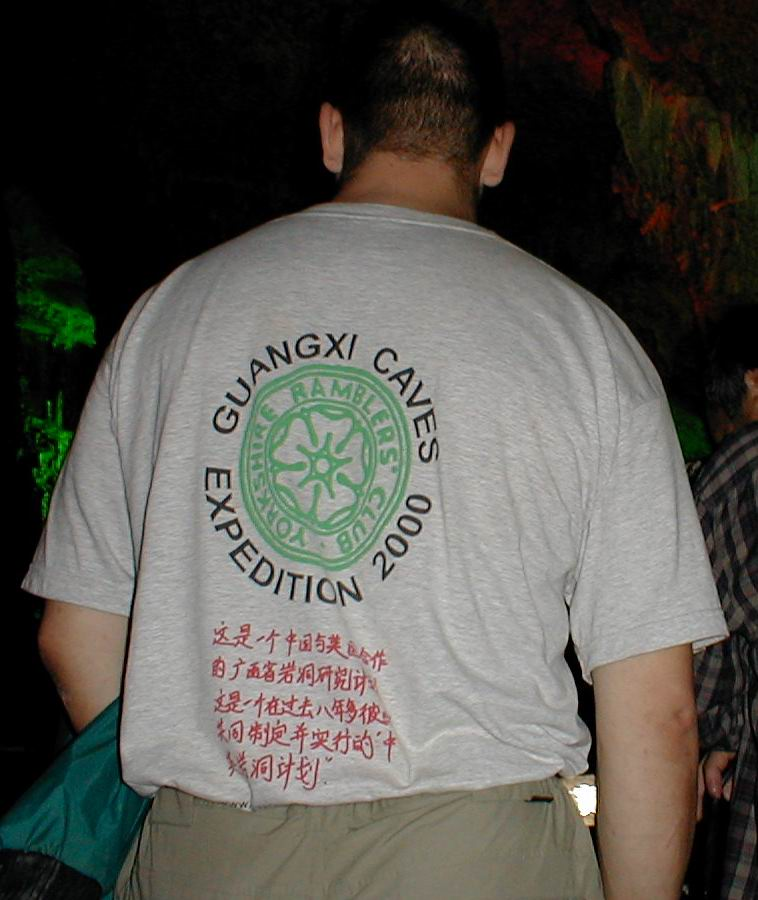 GUANGXI CAVES
EXPEDITION 2000
YORKSHIRE RAMBLERS' CLUB
这是一个中国与英国合作
的广西省岩洞研究计
这是一个在过去八年多彼
共同制定并实行的"中
岩洞计划"